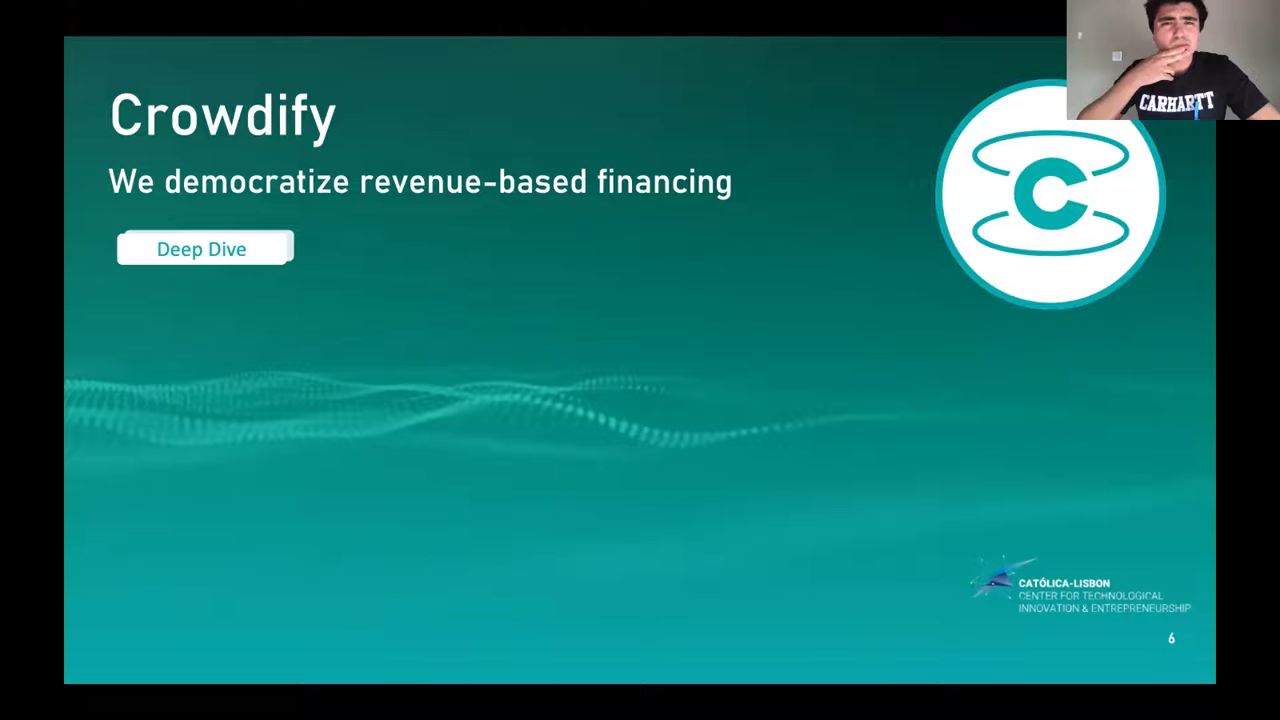 Crowdify
We democratize revenue-based financing
Deep Dive
C
CARHARTT
CATÓLICA-LISBON
CENTER FOR TECHNOLOGICAL
INNOVATION & ENTREPRENEURSHIP
6